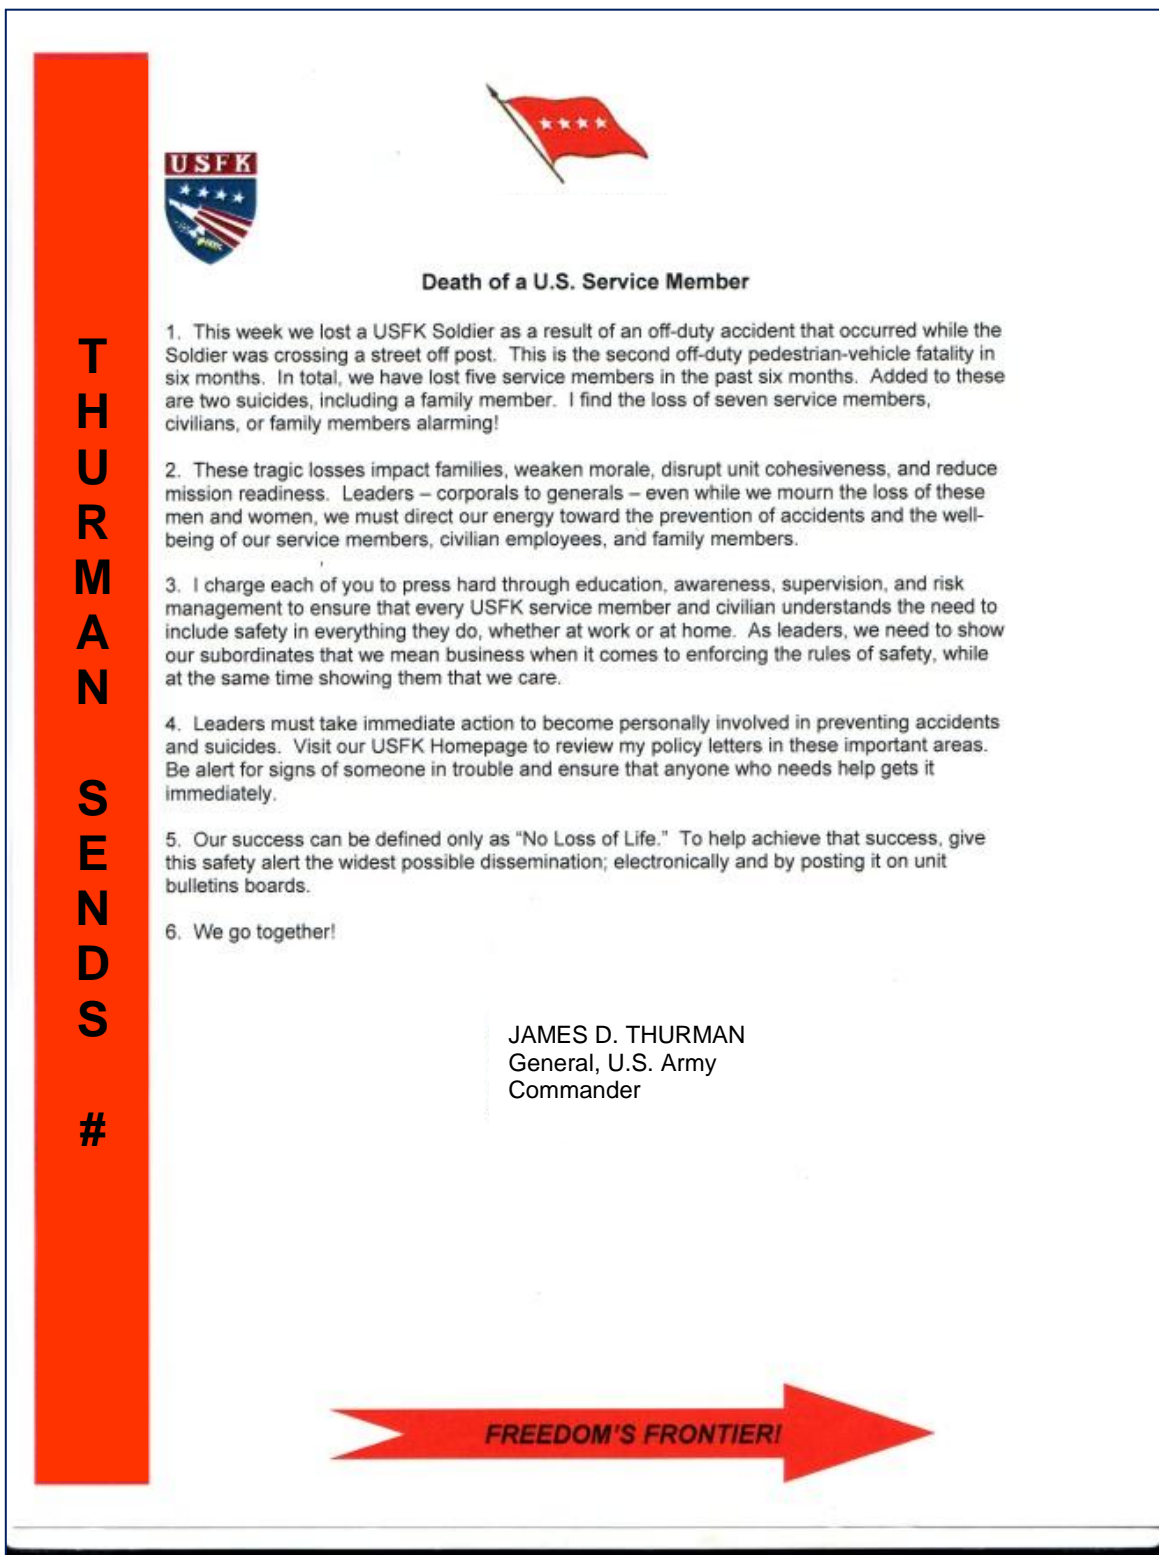 THURMAN SENDS #
USFK
Death of a U.S. Service Member
1. This week we lost a USFK Soldier as a result of an off-duty accident that occurred while the
Soldier was crossing a street off post. This is the second off-duty pedestrian-vehicle fatality in
six months. In total, we have lost five service members in the past six months. Added to these
are two suicides, including a family member. I find the loss of seven service members,
civilians, or family members alarming!
2. These tragic losses impact families, weaken morale, disrupt unit cohesiveness, and reduce
mission readiness. Leaders – corporals to generals – even while we mourn the loss of these
men and women, we must direct our energy toward the prevention of accidents and the well-
being of our service members, civilian employees, and family members.
3. I charge each of you to press hard through education, awareness, supervision, and risk
management to ensure that every USFK service member and civilian understands the need to
include safety in everything they do, whether at work or at home. As leaders, we need to show
our subordinates that we mean business when it comes to enforcing the rules of safety, while
at the same time showing them that we care.
4. Leaders must take immediate action to become personally involved in preventing accidents
and suicides. Visit our USFK Homepage to review my policy letters in these important areas.
Be alert for signs of someone in trouble and ensure that anyone who needs help gets it
immediately.
5. Our success can be defined only as “No Loss of Life.” To help achieve that success, give
this safety alert the widest possible dissemination; electronically and by posting it on unit
bulletins boards.
6. We go together!
JAMES D. THURMAN
General, U.S. Army
Commander
FREEDOM'S FRONTIER!